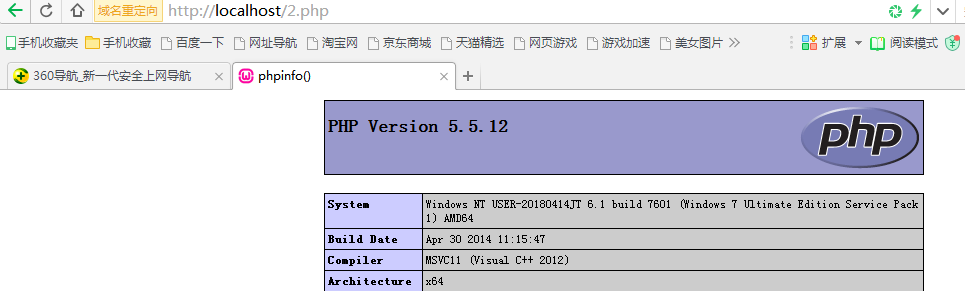 域名重定向 http://localhost/2.php
手机收藏夹 手机收藏 百度一下 网址导航 淘宝网 京东商城 天猫精选 网页游戏 游戏加速 美女图片 扩展 阅读模式
360导航_新一代安全上网导航 phpinfo()
PHP Version 5.5.12
php
System Windows NT USER-20180414JT 6.1 build 7601 (Windows 7 Ultimate Edition Service Pack
1) AMD64
Build Date Apr 30 2014 11:15:47
Compiler MSVC11 (Visual C++ 2012)
Architecture x64